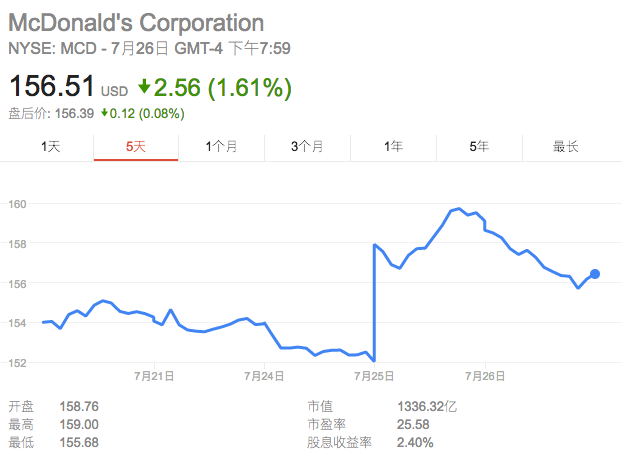 McDonald's Corporation
NYSE: MCD - 7月26日 GMT-4 下午7:59
156.51 USD 2.56 (1.61%)
盘后价: 156.39 0.12 (0.08%)
1天 5天 1个月 3个月 1年 5年 最长
160
158
156
154
152
7月21日 7月24日 7月25日 7月26日
开盘 158.76 市值 1336.32亿
最高 159.00 市盈率 25.58
最低 155.68 股息收益率 2.40%